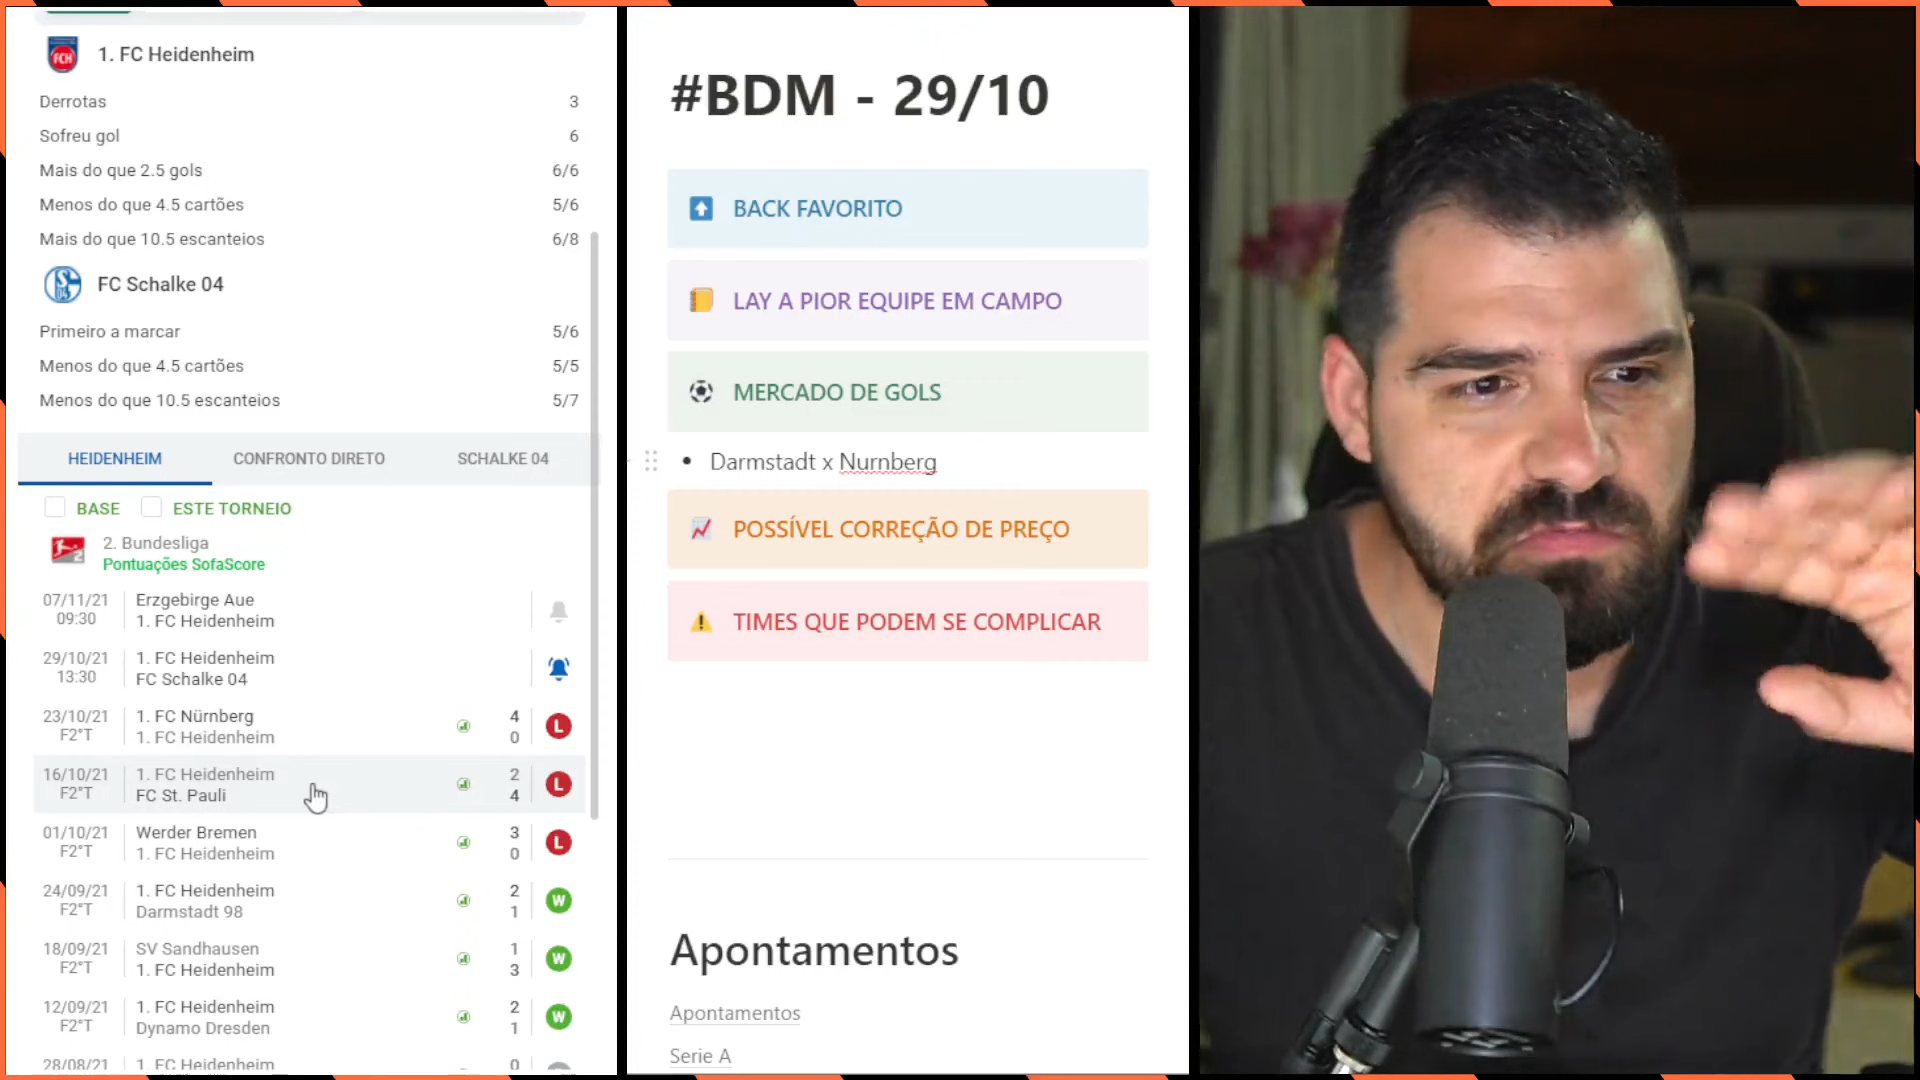 1. FC Heidenheim
Derrotas 3
Sofreu gol 6
Mais do que 2.5 gols 6/6
Menos do que 4.5 cartões 5/6
Mais do que 10.5 escanteios 6/8
FC Schalke 04
Primeiro a marcar 5/6
Menos do que 4.5 cartões 5/5
Menos do que 10.5 escanteios 5/7
HEIDENHEIM CONFRONTO DIRETO SCHALKE 04
BASE ESTE TORNEIO
2. Bundesliga
Pontuações SofaScore
07/11/21 Erzgebirge Aue
09:30 1. FC Heidenheim
29/10/21 1. FC Heidenheim
13:30 FC Schalke 04
23/10/21 1. FC Nürnberg 4 L
F2°T 1. FC Heidenheim 0
16/10/21 1. FC Heidenheim 2 L
F2°T FC St. Pauli 4
01/10/21 Werder Bremen 3 L
F2°T 1. FC Heidenheim 0
24/09/21 1. FC Heidenheim 2 W
F2°T Darmstadt 98 1
18/09/21 SV Sandhausen 1 W
F2°T 1. FC Heidenheim 3
12/09/21 1. FC Heidenheim 2 W
F2°T Dynamo Dresden 1
28/08/21 1. FC Heidenheim 0
#BDM - 29/10
BACK FAVORITO
LAY A PIOR EQUIPE EM CAMPO
MERCADO DE GOLS
• Darmstadt x Nurnberg
POSSÍVEL CORREÇÃO DE PREÇO
TIMES QUE PODEM SE COMPLICAR
Apontamentos
Apontamentos
Serie A